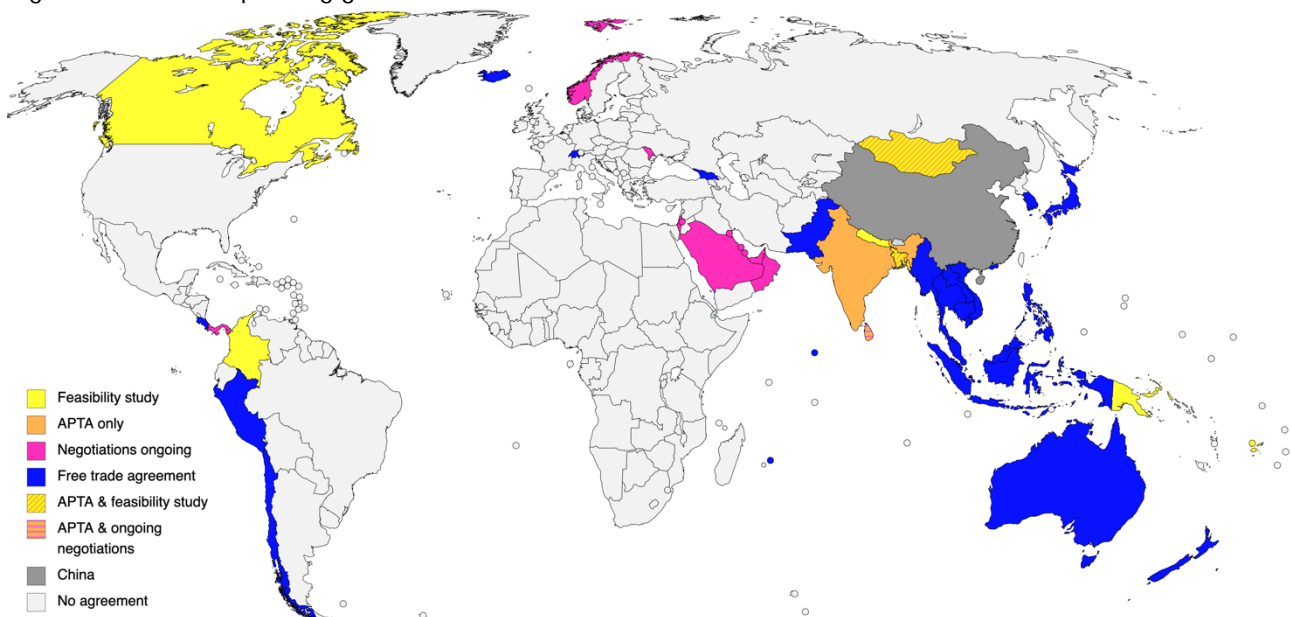 Feasibility study
APTA only
Negotiations ongoing
Free trade agreement
APTA & feasibility study
APTA & ongoing
negotiations
China
No agreement